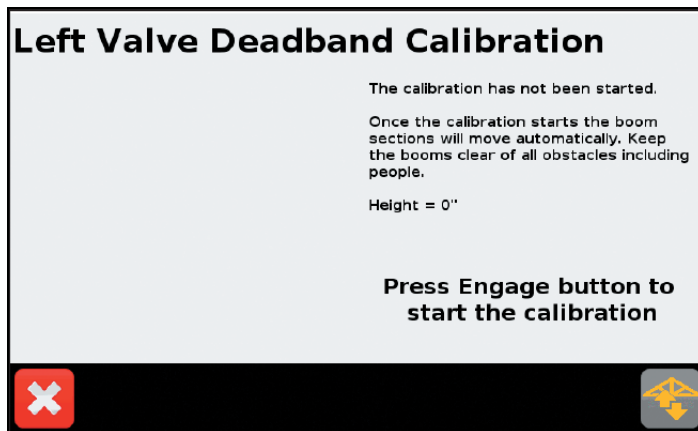 Left Valve Deadband Calibration
The calibration has not been started.
Once the calibration starts the boom
sections will move automatically. Keep
the booms clear of all obstacles including
people.
Height = 0"
Press Engage button to
start the calibration